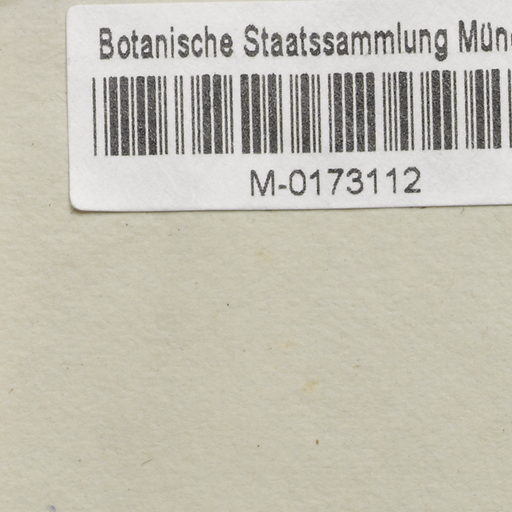 Botanische Staatssammlung Mün
M-0173112